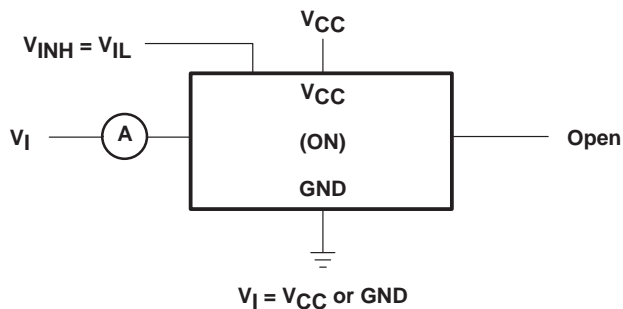 VCC
VINH = VIL
VCC
VI
A
(ON)
Open
GND
VI = VCC or GND